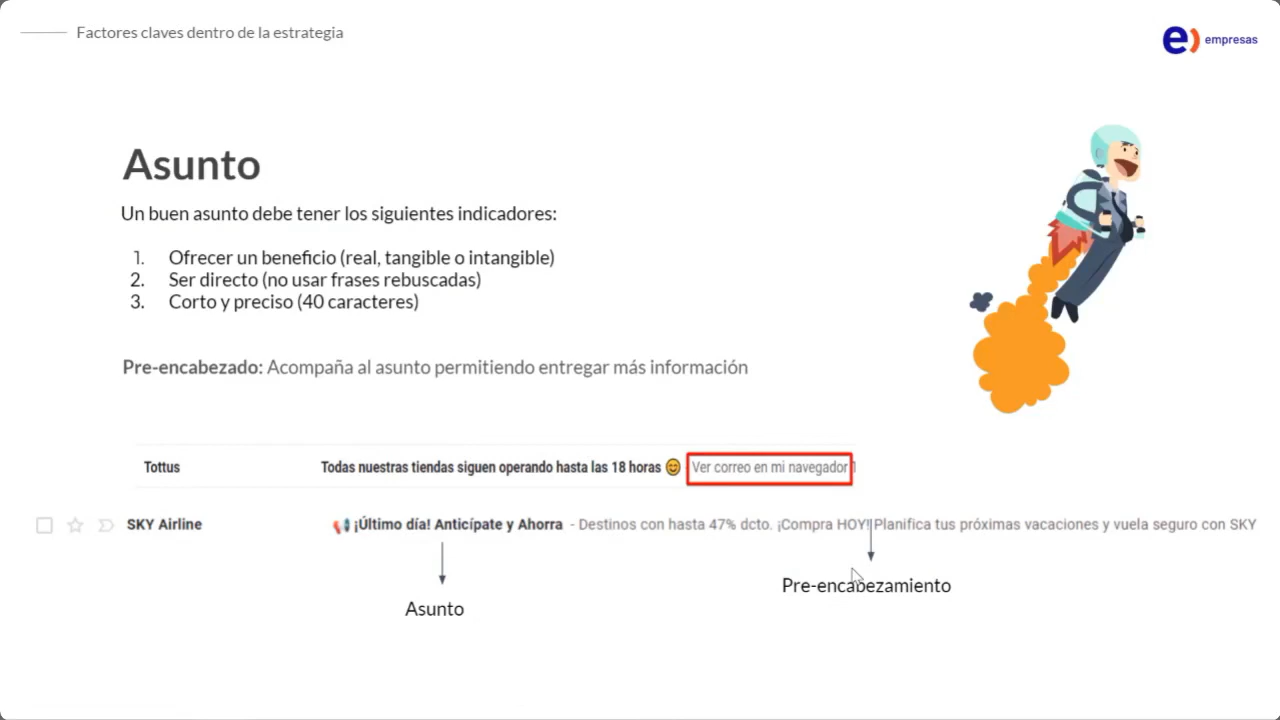 Factores claves dentro de la estrategia
e) empresas
Asunto
Un buen asunto debe tener los siguientes indicadores:
1. Ofrecer un beneficio (real, tangible o intangible)
2. Ser directo (no usar frases rebuscadas)
3. Corto y preciso (40 caracteres)
Pre-encabezado: Acompaña al asunto permitiendo entregar más información
Tottus Todas nuestras tiendas siguen operando hasta las 18 horas 😊 Ver correo en mi navegador
SKY Airline 📢 ¡Último día! Anticípate y Ahorra - Destinos con hasta 47% dcto. ¡Compra HOY! Planifica tus próximas vacaciones y vuela seguro con SKY
Pre-encabezamiento
Asunto